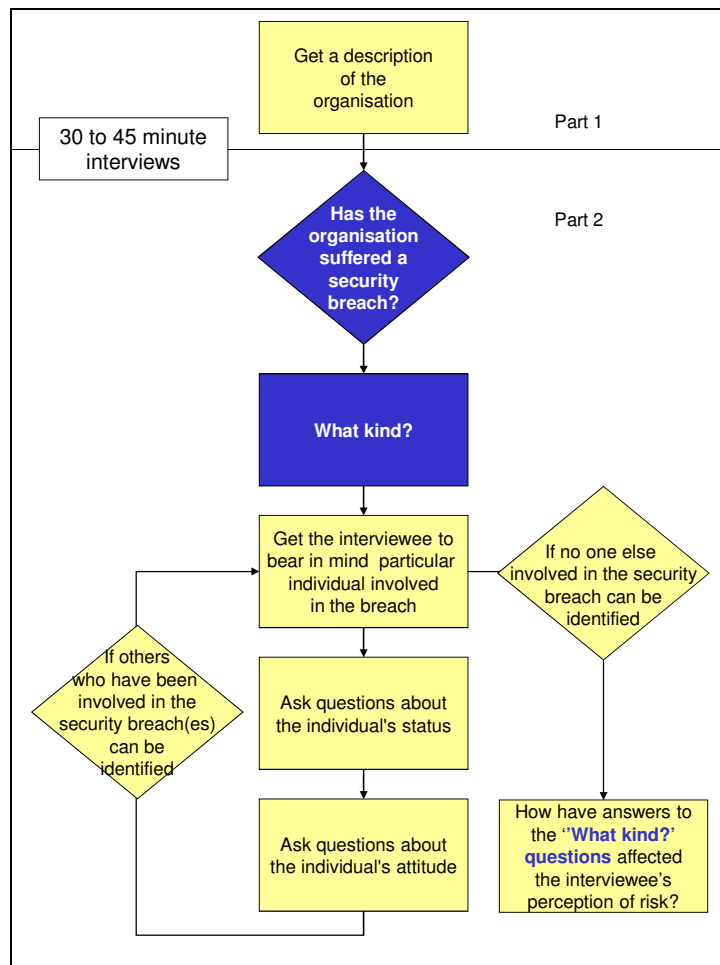 Get a description
of the
organisation
Part 1
30 to 45 minute
interviews
Part 2
Has the
organisation
suffered a
security
breach?
What kind?
Get the interviewee to
bear in mind particular
individual involved
in the breach
If no one else
involved in the security
breach can be
identified
If others
who have been
involved in the
security breach(es)
can be
identified
Ask questions about
the individual's status
Ask questions about
the individual's attitude
How have answers to
the ‘’What kind?’
questions affected
the interviewee’s
perception of risk?